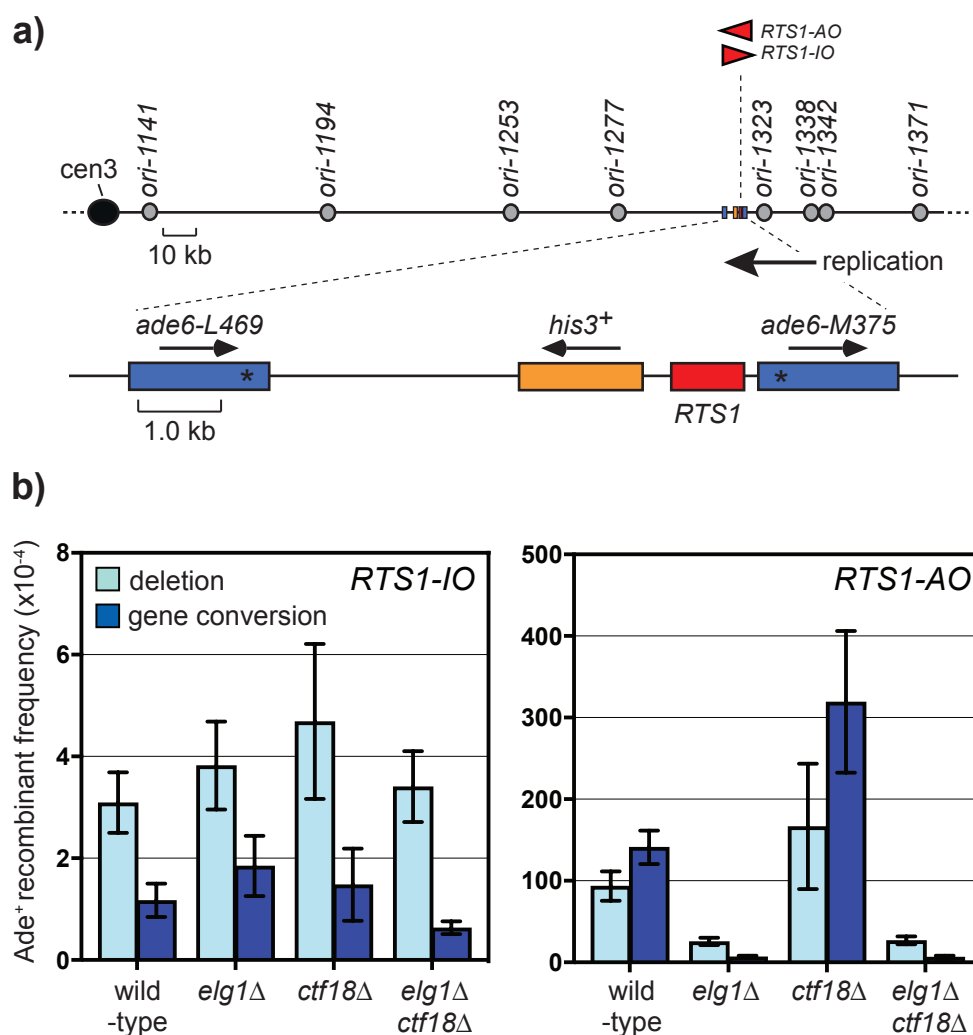 a)
RTS1-AO
RTS1-IO
cen3
ori-1141
ori-1194
ori-1253
ori-1277
ori-1323
ori-1338
ori-1342
ori-1371
10 kb
replication
ade6-L469
his3+
ade6-M375
*
*
1.0 kb
RTS1
b)
Ade+ recombinant frequency (x10-4)
8
6
4
2
0
deletion
gene conversion
RTS1-IO
wild
-type
elg1Δ
ctf18Δ
elg1Δ
ctf18Δ
500
400
300
200
100
0
RTS1-AO
wild
-type
elg1Δ
ctf18Δ
elg1Δ
ctf18Δ